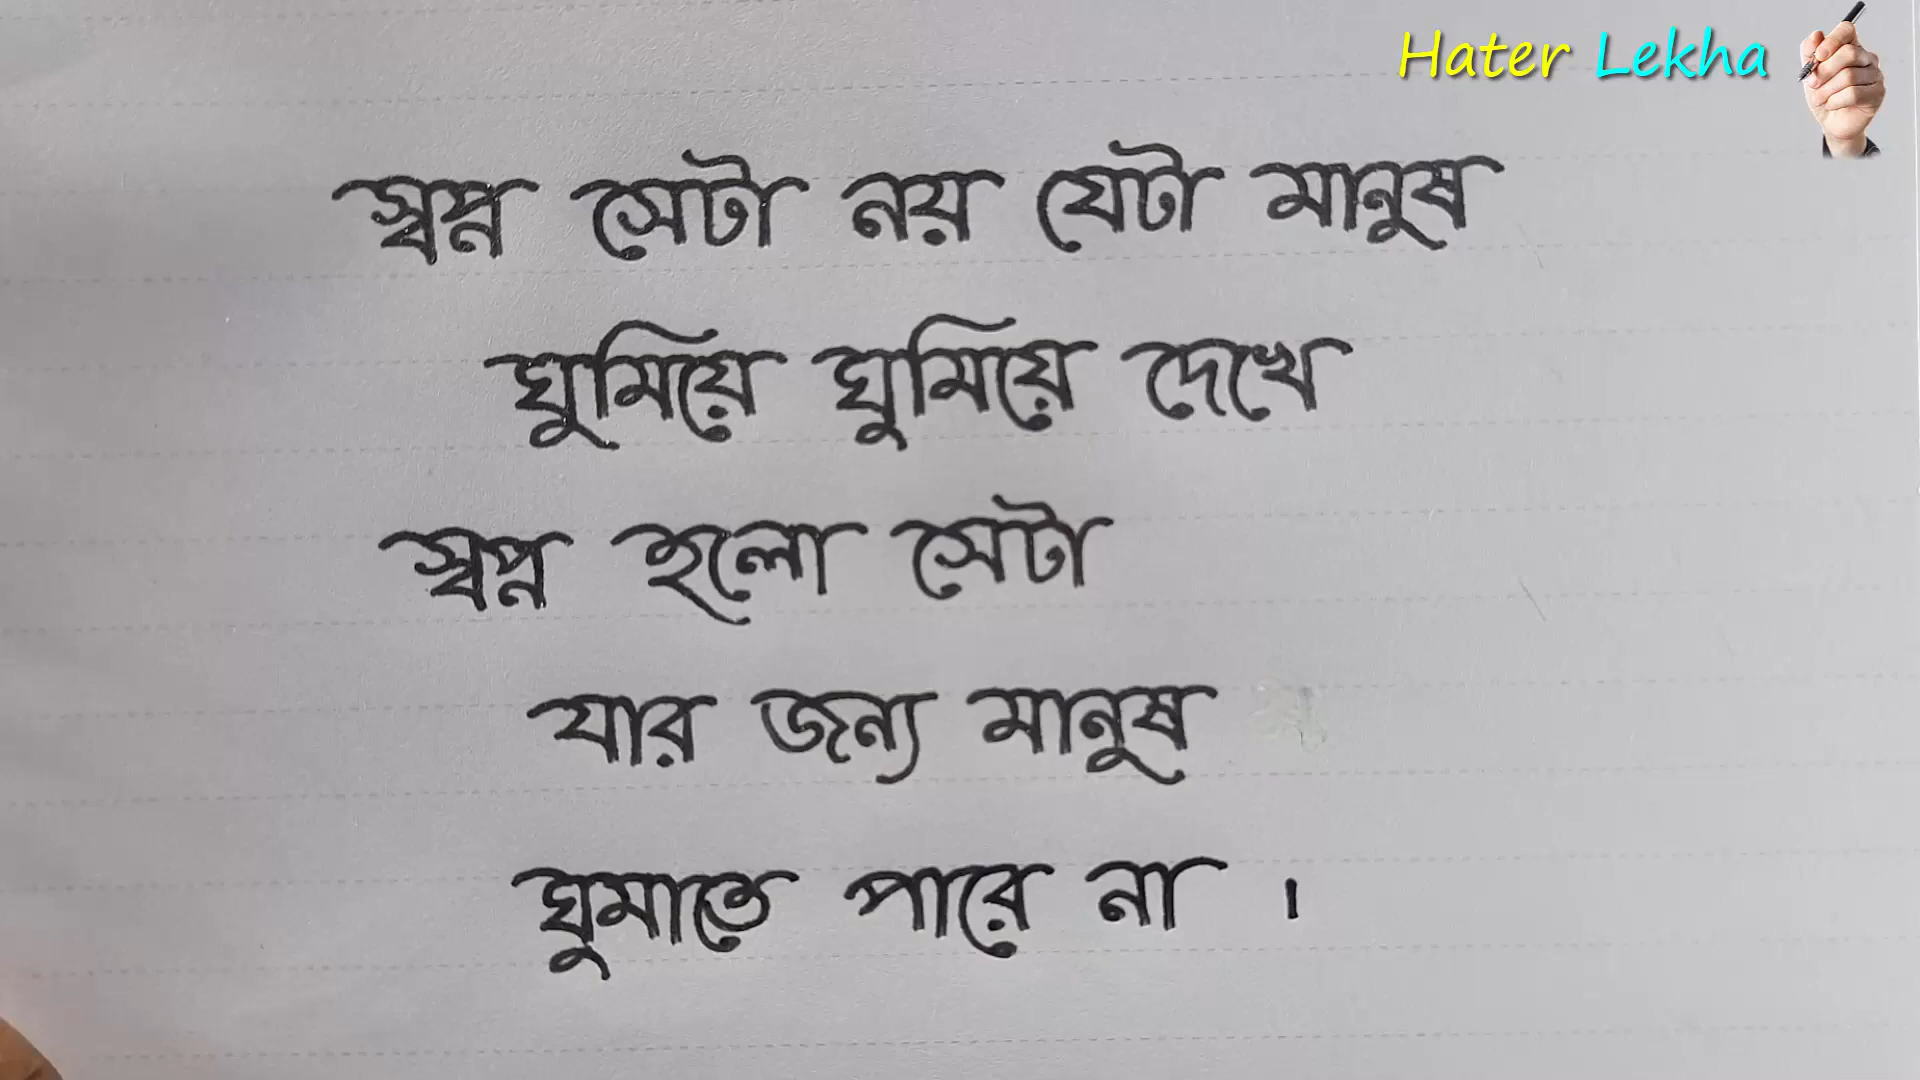 Hater Lekha
স্বপ্ন সেটা নয় যেটা মানুষ
ঘুমিয়ে ঘুমিয়ে দেখে
স্বপ্ন হলো সেটা
যার জন্য মানুষ
ঘুমাতে পারে না ।